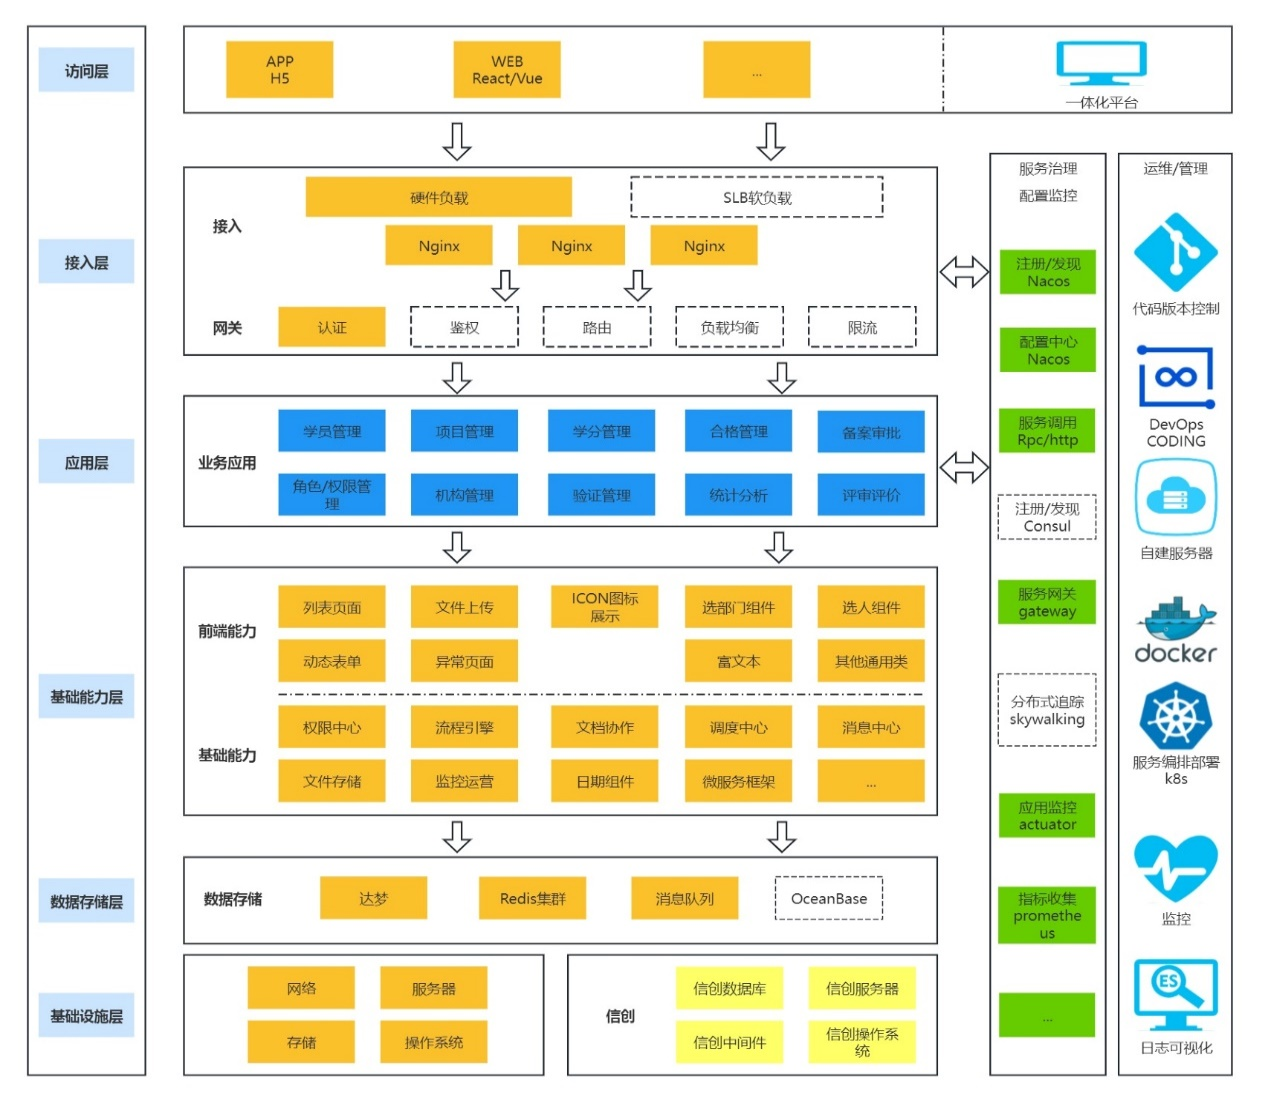 访问层
接入层
应用层
基础能力层
数据存储层
基础设施层
APP
H5
WEB
React/Vue
...
一体化平台
接入
硬件负载
SLB软负载
Nginx
Nginx
Nginx
网关
认证
鉴权
路由
负载均衡
限流
业务应用
学员管理
项目管理
学分管理
合格管理
备案审批
角色/权限管
理
机构管理
验证管理
统计分析
评审评价
前端能力
列表页面
文件上传
ICON图标
展示
选部门组件
选人组件
动态表单
异常页面
富文本
其他通用类
基础能力
权限中心
流程引擎
文档协作
调度中心
消息中心
文件存储
监控运营
日期组件
微服务框架
...
数据存储
达梦
Redis集群
消息队列
OceanBase
网络
服务器
存储
操作系统
信创
信创数据库
信创服务器
信创中间件
信创操作系
统
服务治理
配置监控
注册/发现
Nacos
配置中心
Nacos
服务调用
Rpc/http
注册/发现
Consul
服务网关
gateway
分布式追踪
skywalking
应用监控
actuator
指标收集
promethe
us
...
运维/管理
代码版本控制
DevOps
CODING
自建服务器
docker
服务编排部署
k8s
监控
ES
日志可视化